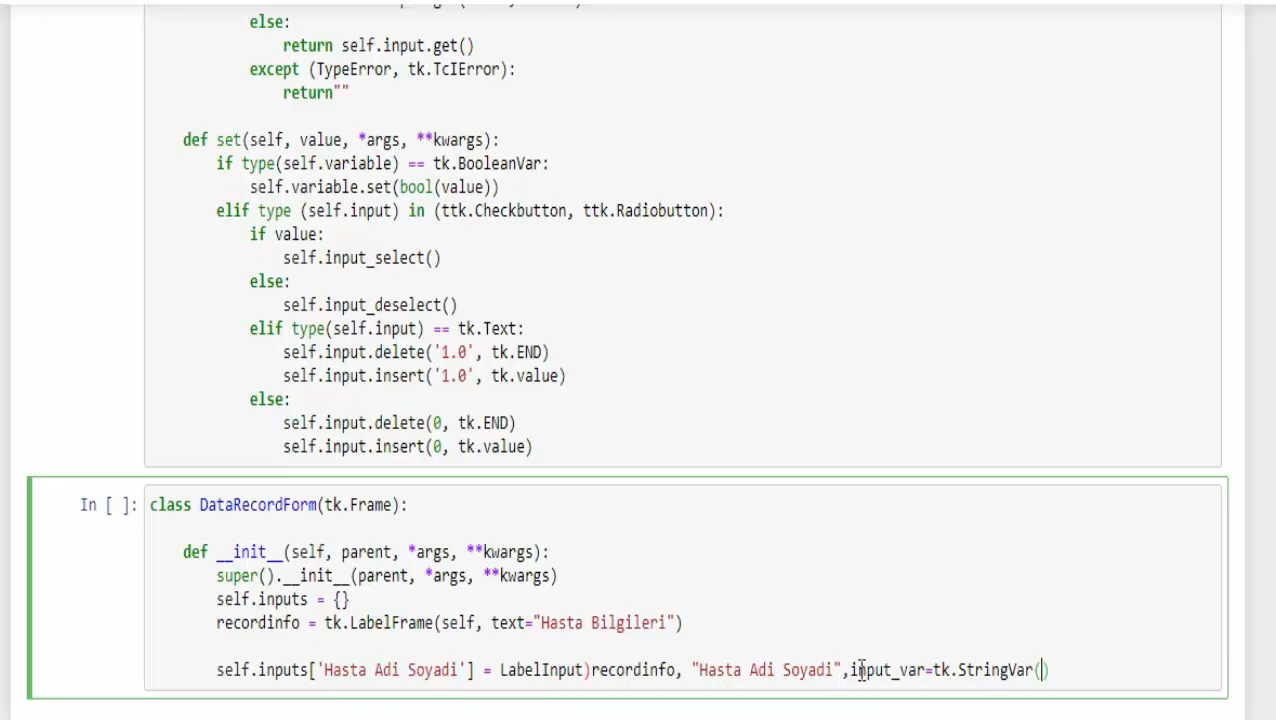 else:
return self.input.get()
except (TypeError, tk.TcIError):
return""
def set(self, value, *args, **kwargs):
if type(self.variable) == tk.BooleanVar:
self.variable.set(bool(value))
elif type (self.input) in (ttk.Checkbutton, ttk.Radiobutton):
if value:
self.input_select()
else:
self.input_deselect()
elif type(self.input) == tk.Text:
self.input.delete('1.0', tk.END)
self.input.insert('1.0', tk.value)
else:
self.input.delete(0, tk.END)
self.input.insert(0, tk.value)
In [ ]: class DataRecordForm(tk.Frame):
def __init__(self, parent, *args, **kwargs):
super().__init__(parent, *args, **kwargs)
self.inputs = {}
recordinfo = tk.LabelFrame(self, text="Hasta Bilgileri")
self.inputs['Hasta Adi Soyadi'] = LabelInput)recordinfo, "Hasta Adi Soyadi",input_var=tk.StringVar()